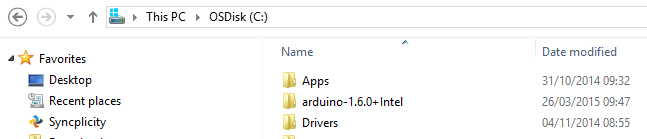 This PC ▸ OSDisk (C:)
Favorites
Desktop
Recent places
Syncplicity
Name Date modified
Apps 31/10/2014 09:32
arduino-1.6.0+Intel 26/03/2015 09:47
Drivers 04/11/2014 08:55